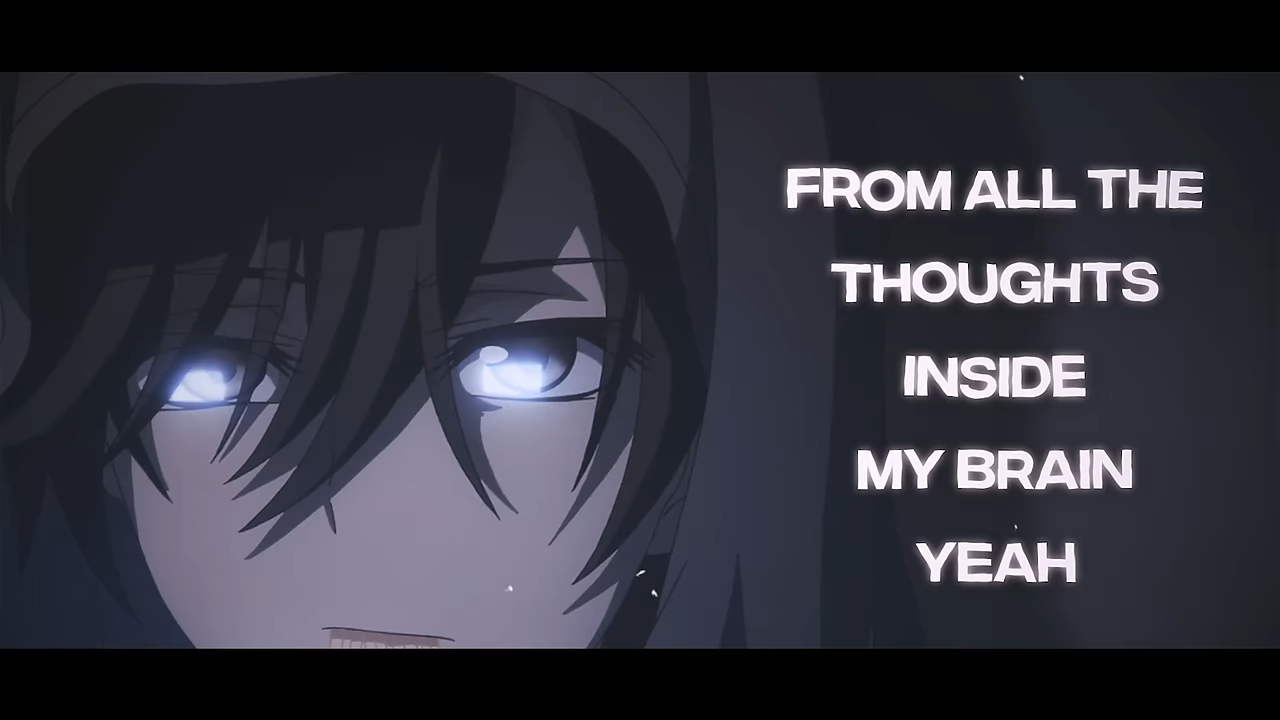 FROM ALL THE
THOUGHTS
INSIDE
MY BRAIN
YEAH